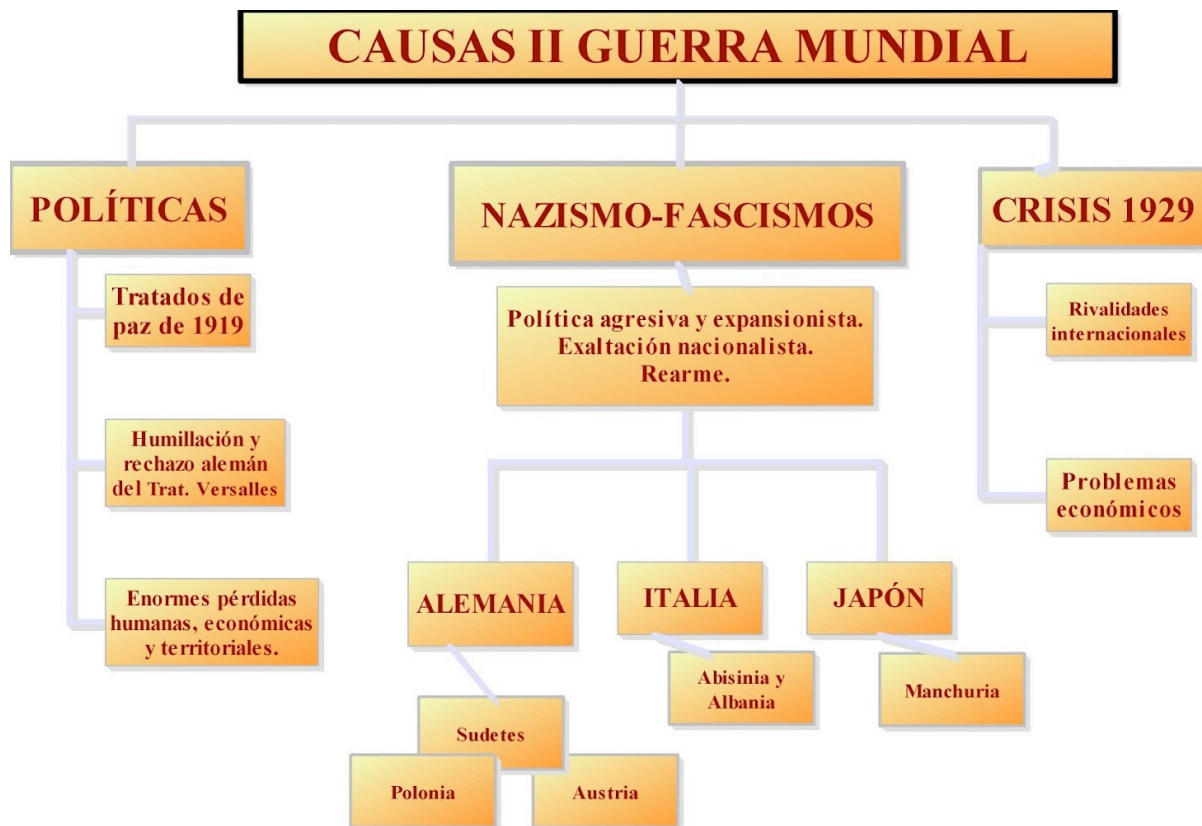 CAUSAS II GUERRA MUNDIAL
POLÍTICAS
Tratados de
paz de 1919
Humillación y
rechazo alemán
del Trat. Versalles
Enormes pérdidas
humanas, económicas
y territoriales.
NAZISMO-FASCISMOS
Política agresiva y expansionista.
Exaltación nacionalista.
Rearme.
ALEMANIA
Sudetes
Polonia
Austria
ITALIA
Abisinia y
Albania
JAPÓN
Manchuria
CRISIS 1929
Rivalidades
internacionales
Problemas
económicos